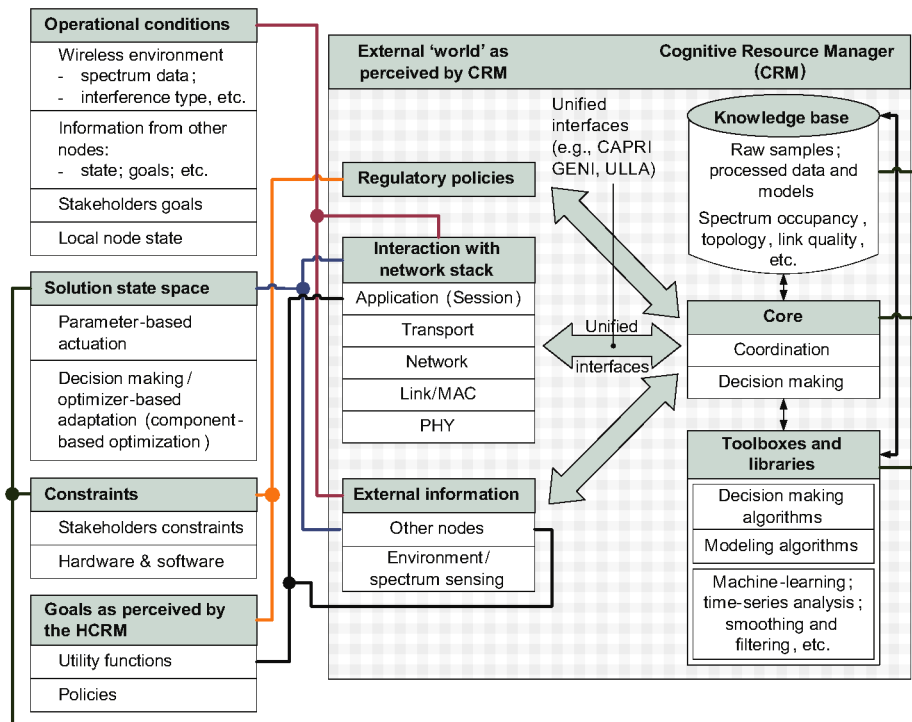 Operational conditions
Wireless environment
- spectrum data;
- interference type, etc.
Information from other
nodes:
- state; goals; etc.
Stakeholders goals
Local node state
Solution state space
Parameter-based
actuation
Decision making/
optimizer-based
adaptation (component-
based optimization)
Constraints
Stakeholders constraints
Hardware & software
Goals as perceived by
the HCRM
Utility functions
Policies
External ‘world’ as
perceived by CRM
Regulatory policies
Interaction with
network stack
Application (Session)
Transport
Network
Link/MAC
PHY
External information
Other nodes
Environment/
spectrum sensing
Unified
interfaces
(e.g., CAPRI
GENI, ULLA)
Unified
interfaces
Cognitive Resource Manager
(CRM)
Knowledge base
Raw samples;
processed data and
models
Spectrum occupancy,
topology, link quality,
etc.
Core
Coordination
Decision making
Toolboxes and
libraries
Decision making
algorithms
Modeling algorithms
Machine-learning;
time-series analysis;
smoothing and
filtering, etc.